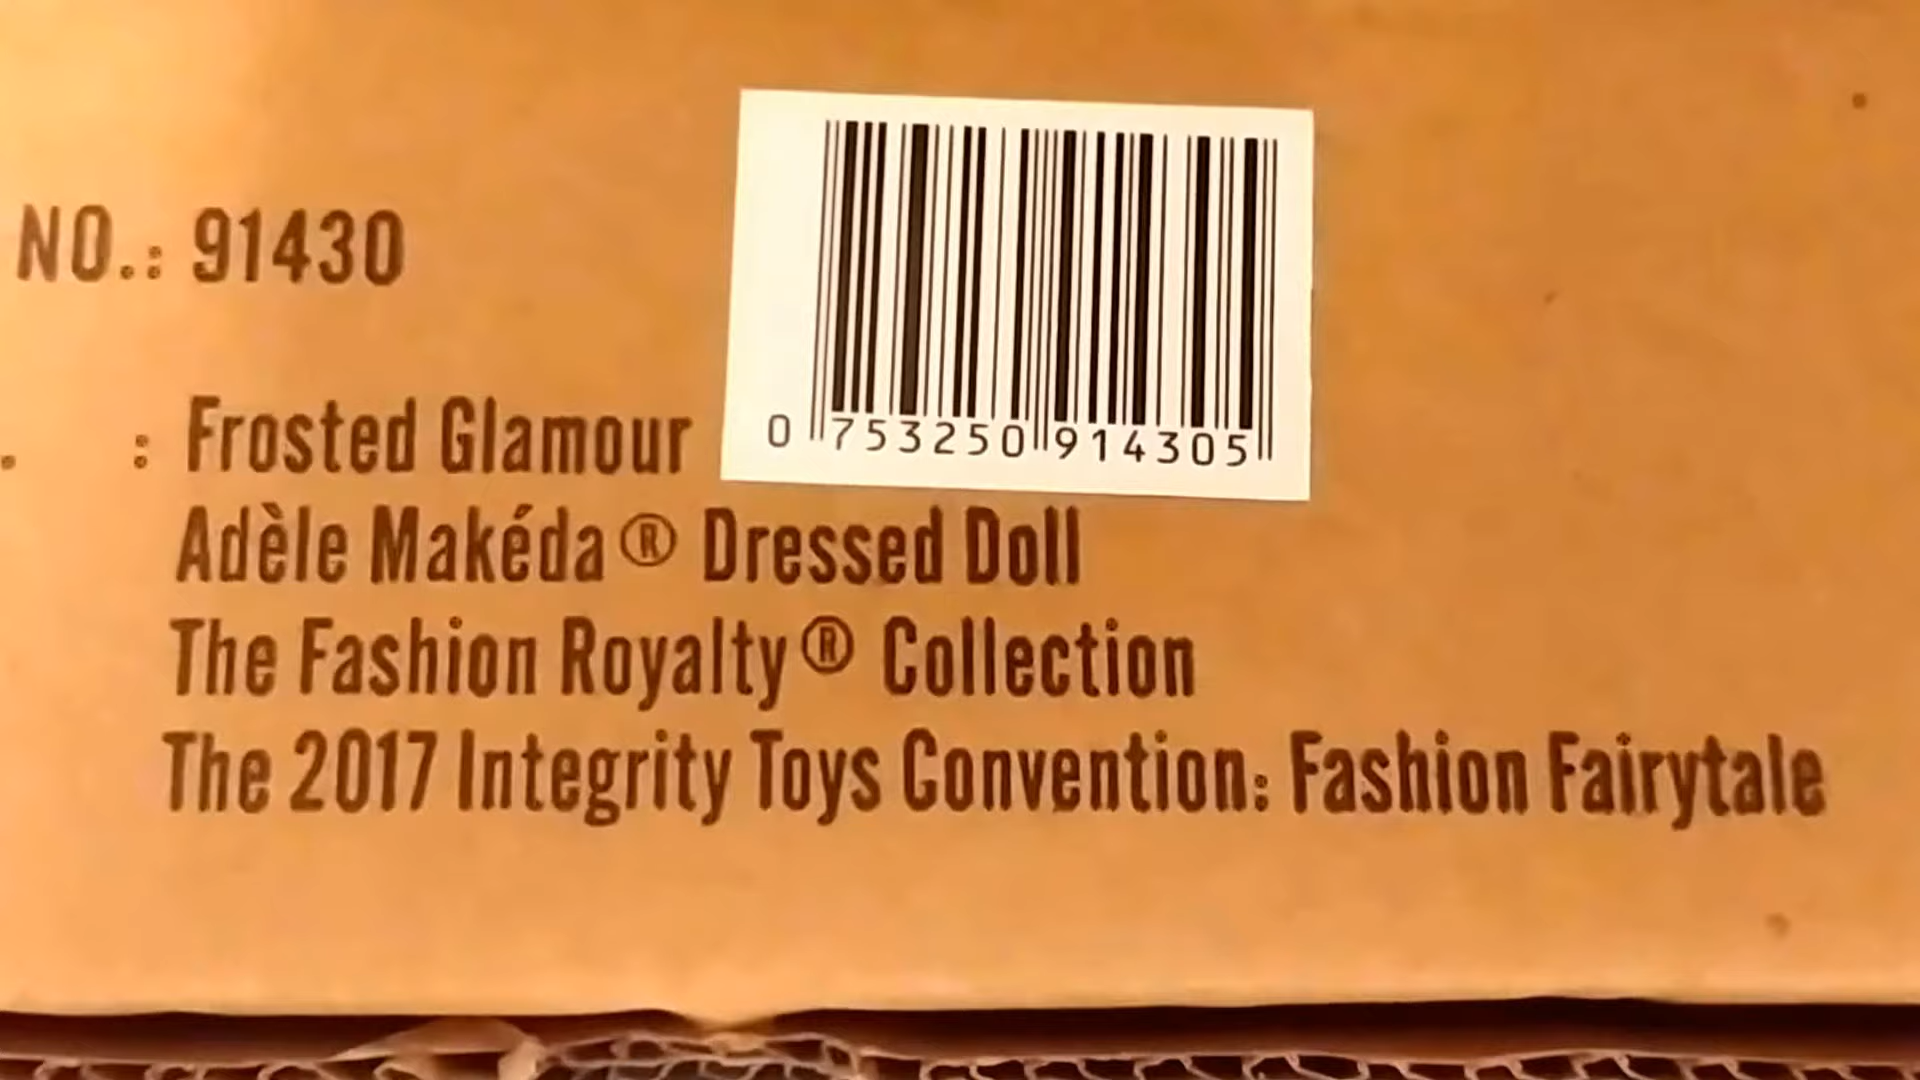 NO.: 91430
0 753250 914305
: Frosted Glamour
Adèle Makéda® Dressed Doll
The Fashion Royalty® Collection
The 2017 Integrity Toys Convention: Fashion Fairytale